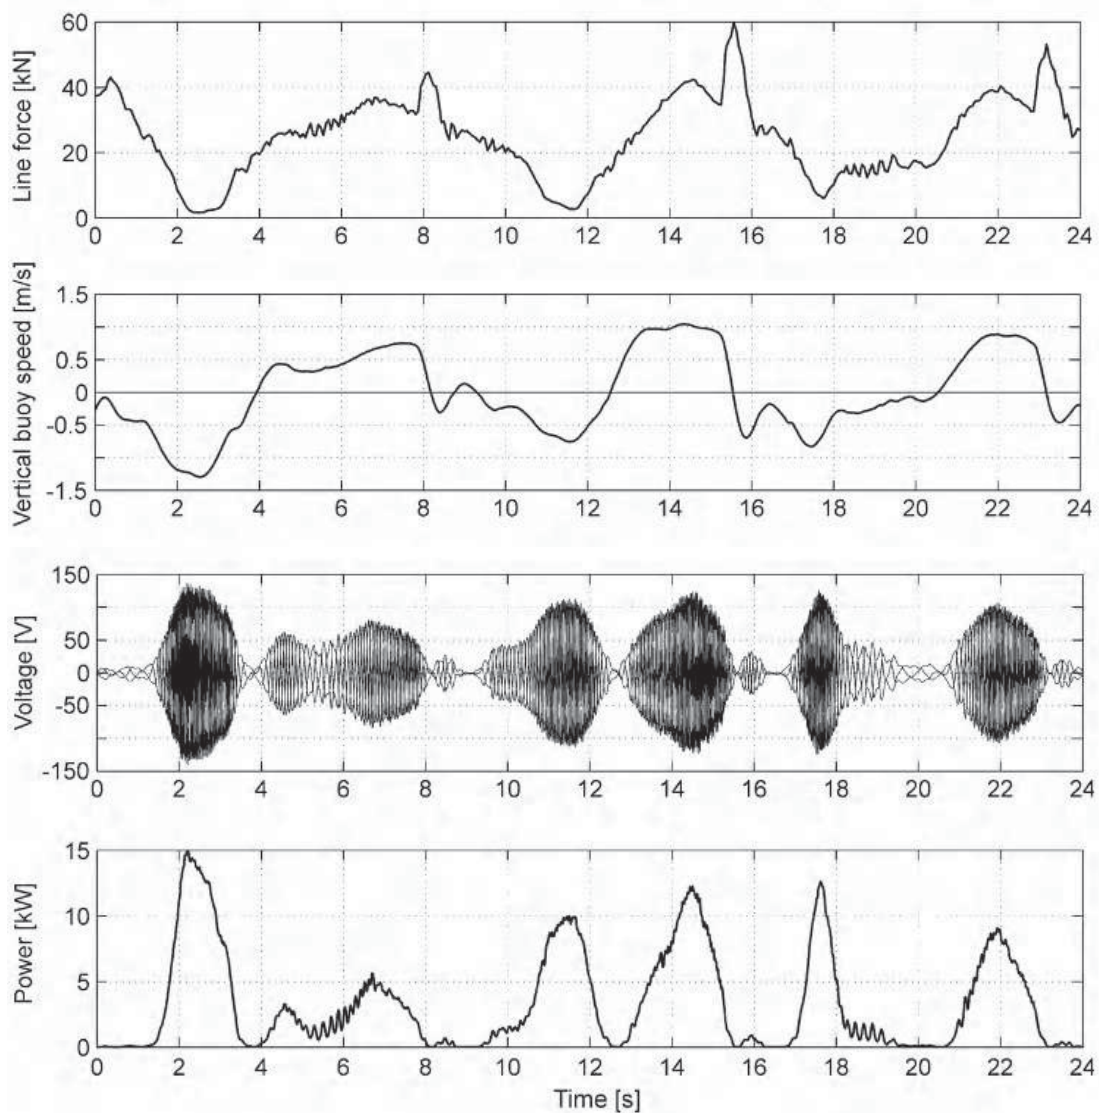 Line force [kN]
60
40
20
0
0 2 4 6 8 10 12 14 16 18 20 22 24
Vertical buoy speed [m/s]
1.5
0.5
0
-0.5
-1.5
0 2 4 6 8 10 12 14 16 18 20 22 24
Voltage [V]
150
50
0
-50
-150
0 2 4 6 8 10 12 14 16 18 20 22 24
Power [kW]
15
10
5
0
0 2 4 6 8 10 12 14 16 18 20 22 24
Time [s]